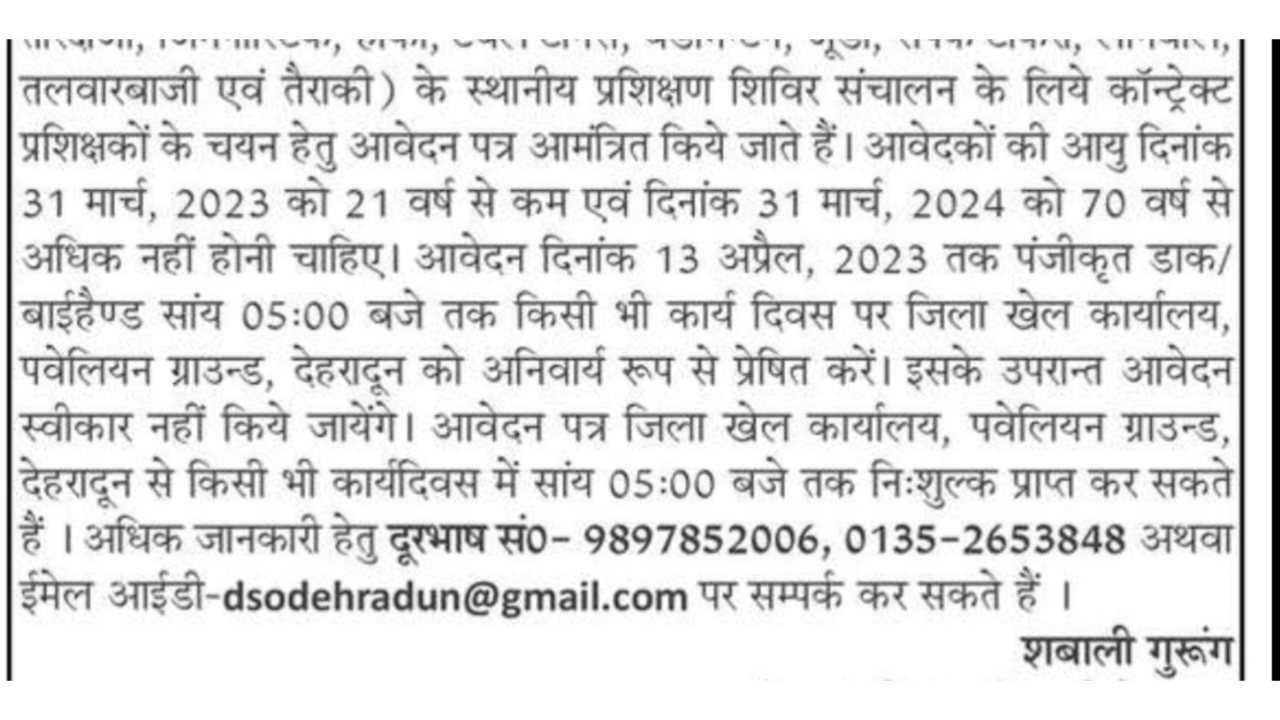 तलवारबाजी एवं तैराकी) के स्थानीय प्रशिक्षण शिविर संचालन के लिये कॉन्ट्रेक्ट
प्रशिक्षकों के चयन हेतु आवेदन पत्र आमंत्रित किये जाते हैं। आवेदकों की आयु दिनांक
31 मार्च, 2023 को 21 वर्ष से कम एवं दिनांक 31 मार्च, 2024 को 70 वर्ष से
अधिक नहीं होनी चाहिए। आवेदन दिनांक 13 अप्रैल, 2023 तक पंजीकृत डाक/
बाईहैण्ड सांय 05:00 बजे तक किसी भी कार्य दिवस पर जिला खेल कार्यालय,
पवेलियन ग्राउन्ड, देहरादून को अनिवार्य रूप से प्रेषित करें। इसके उपरान्त आवेदन
स्वीकार नहीं किये जायेंगे। आवेदन पत्र जिला खेल कार्यालय, पवेलियन ग्राउन्ड,
देहरादून से किसी भी कार्यदिवस में सांय 05:00 बजे तक निःशुल्क प्राप्त कर सकते
हैं । अधिक जानकारी हेतु दूरभाष सं0- 9897852006, 0135-2653848 अथवा
ईमेल आईडी-dsodehradun@gmail.com पर सम्पर्क कर सकते हैं ।
शबाली गुरूंग